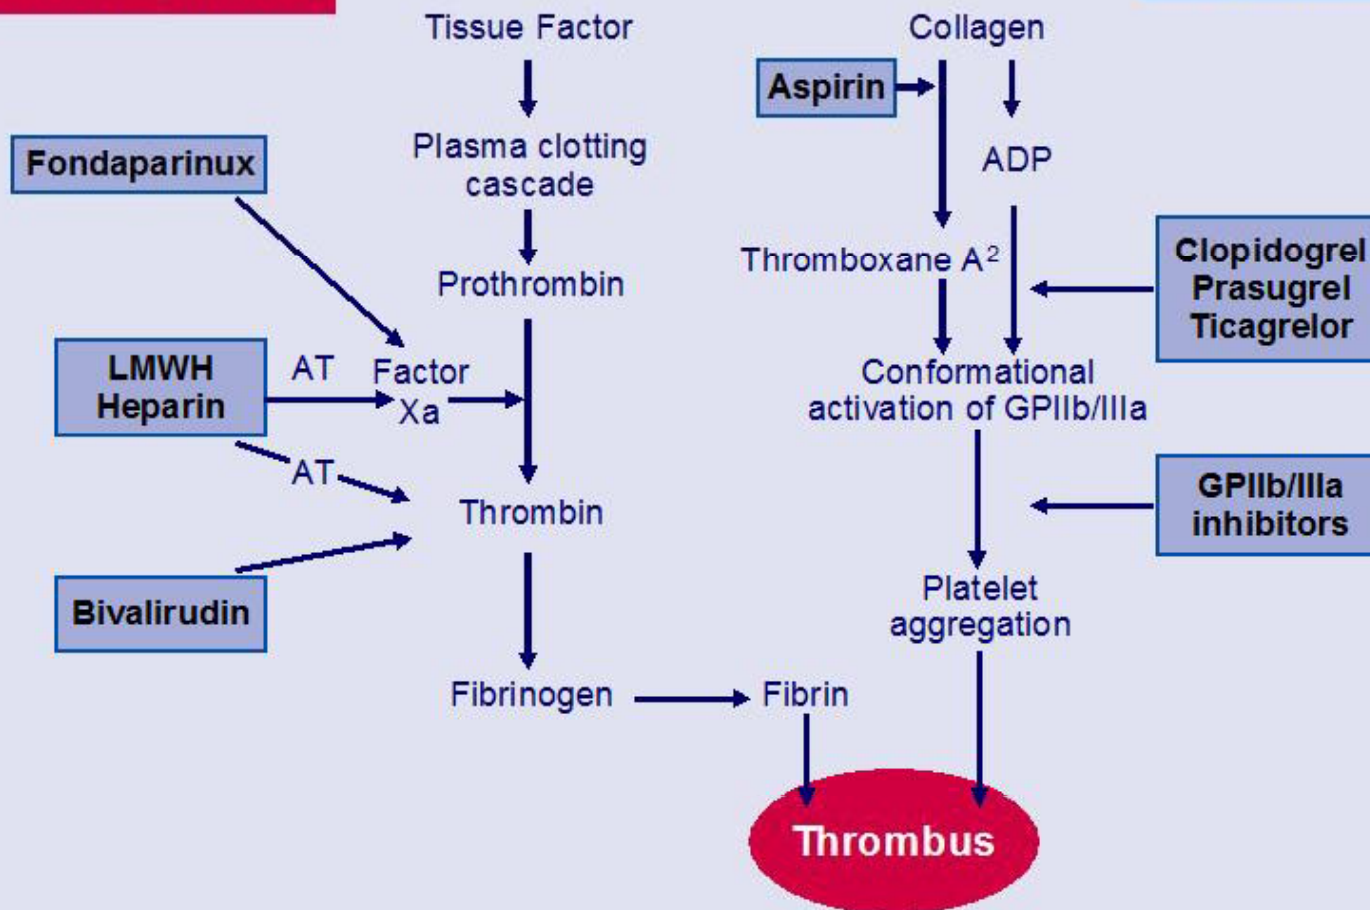 Tissue Factor
Collagen
Aspirin
Plasma clotting
cascade
ADP
Fondaparinux
Clopidogrel
Prasugrel
Ticagrelor
Thromboxane A²
Prothrombin
LMWH
Heparin
AT
Factor
Xa
Conformational
activation of GPIIb/IIIa
AT
Thrombin
GPIIb/IIIa
inhibitors
Bivalirudin
Platelet
aggregation
Fibrinogen
Fibrin
Thrombus